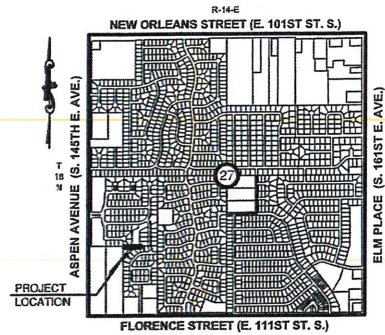 R-14-E
NEW ORLEANS STREET (E. 101ST ST. S.)
ASPEN AVENUE (S. 145TH E. AVE.)
T
18
N
27
ELM PLACE (S. 161ST E. AVE.)
PROJECT
LOCATION
FLORENCE STREET (E. 111ST ST. S.)